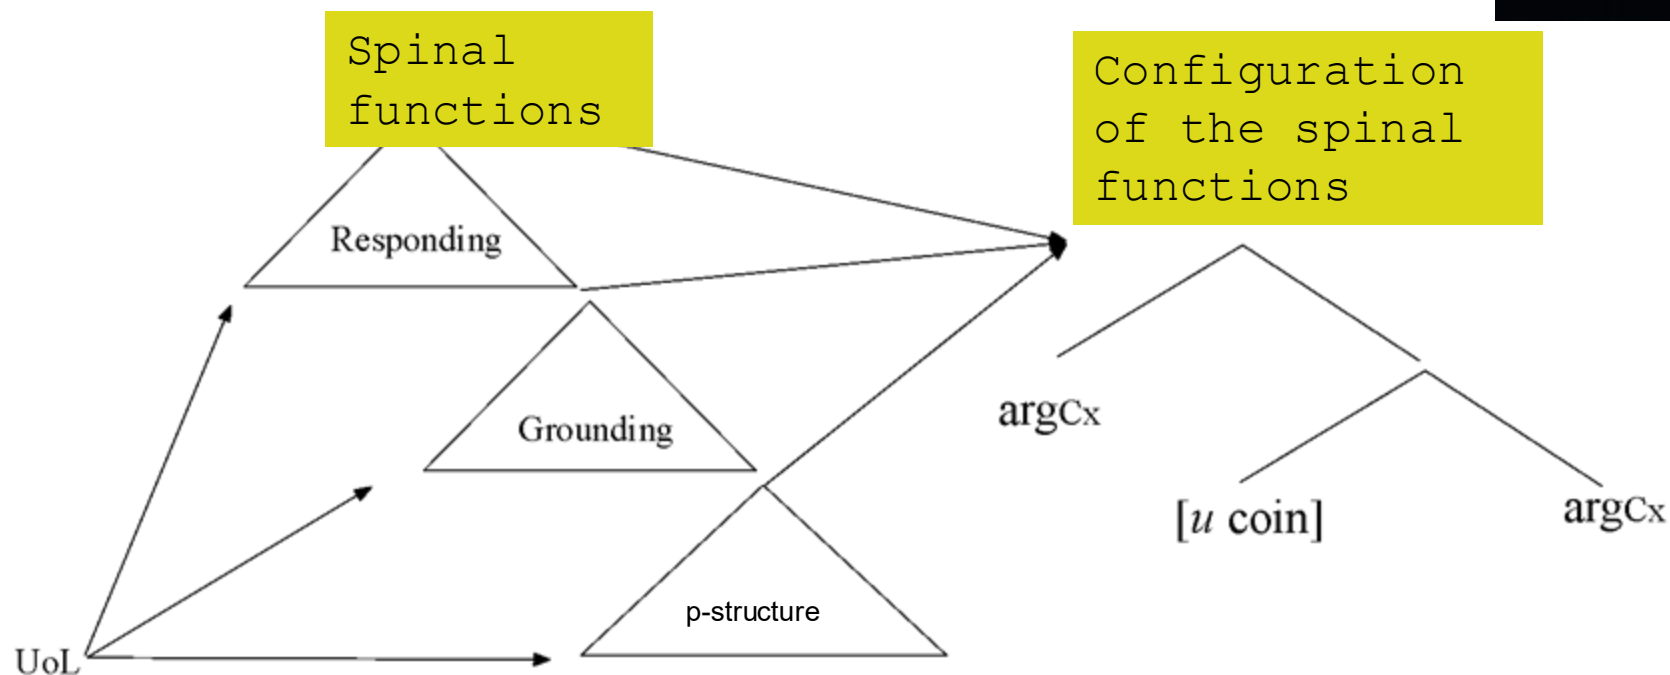 Spinal
functions
Configuration
of the spinal
functions
Responding
Grounding
p-structure
UoL
argCx
[u coin]
argCx